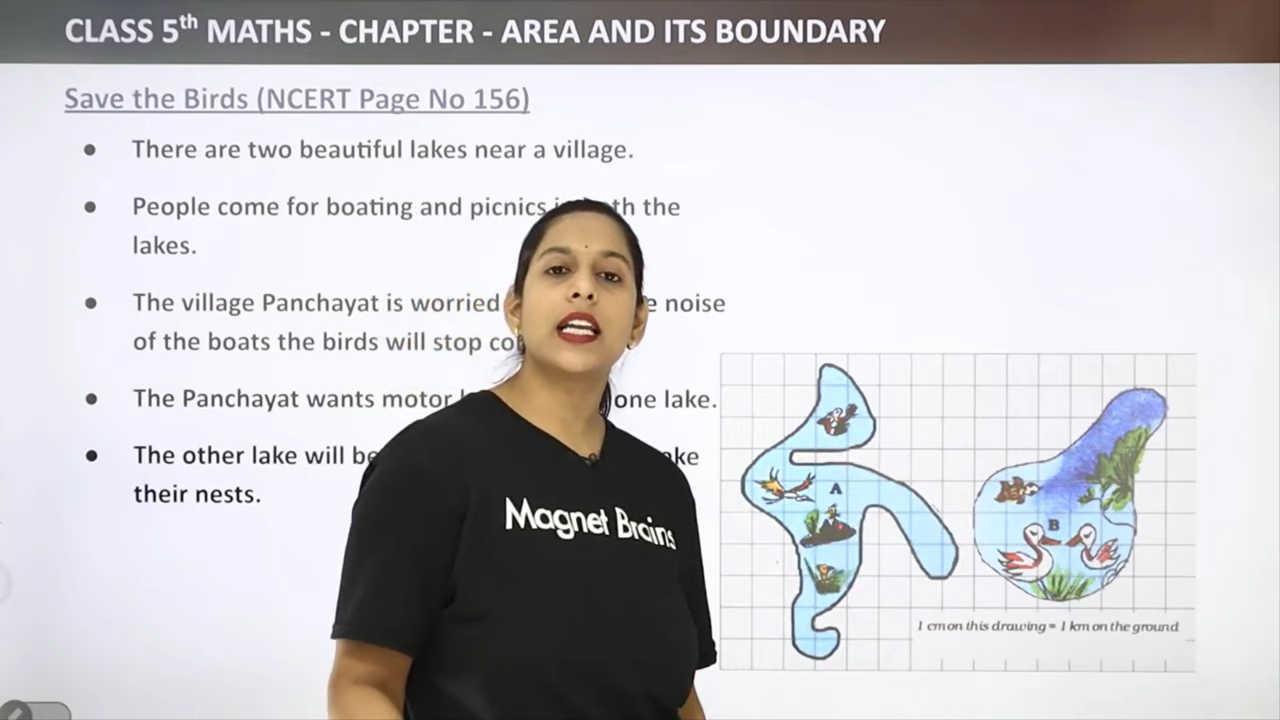 CLASS 5th MATHS - CHAPTER - AREA AND ITS BOUNDARY
Save the Birds (NCERT Page No 156)
● There are two beautiful lakes near a village.
● People come for boating and picnics the
lakes.
● The village Panchayat is worried noise
of the boats the birds will stop
● The Panchayat wants motor one lake.
● The other lake will
their nests.
A
B
1 cm on this drawing = 1 km on the ground
Magnet Brains